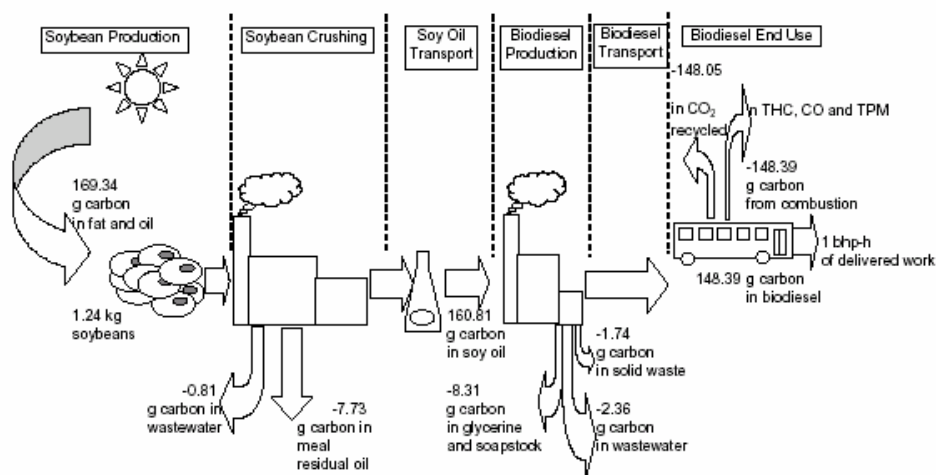 Soybean Production
Soybean Crushing
Soy Oil
Transport
Biodiesel
Production
Biodiesel
Transport
Biodiesel End Use
-148.05
in CO2
recycled
n THC, CO and TPM
-148.39
g carbon
from combustion
169.34
g carbon
in fat and oil
1 bhp-h
of delivered work
148.39 g carbon
in biodiesel
1.24 kg
soybeans
160.81
g carbon
in soy oil
-1.74
g carbon
in solid waste
-0.81
g carbon in
wastewater
-7.73
g carbon in
meal
residual oil
-8.31
g carbon
in glycerine
and soapstock
-2.36
g carbon
in wastewater